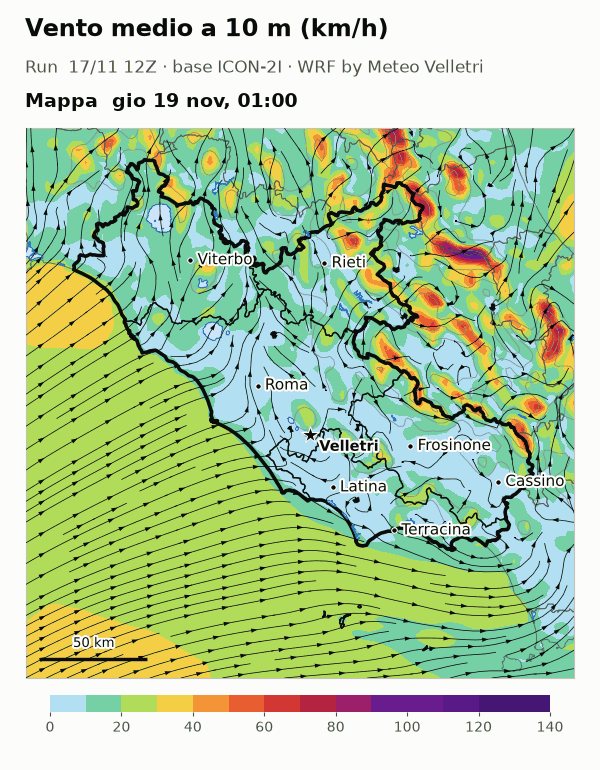 Vento medio a 10 m (km/h)
Run 17/11 12Z · base ICON-2I · WRF by Meteo Velletri
Mappa gio 19 nov, 01:00
Viterbo
Rieti
Roma
Velletri
Frosinone
Cassino
Latina
Terracina
50 km
0 20 40 60 80 100 120 140